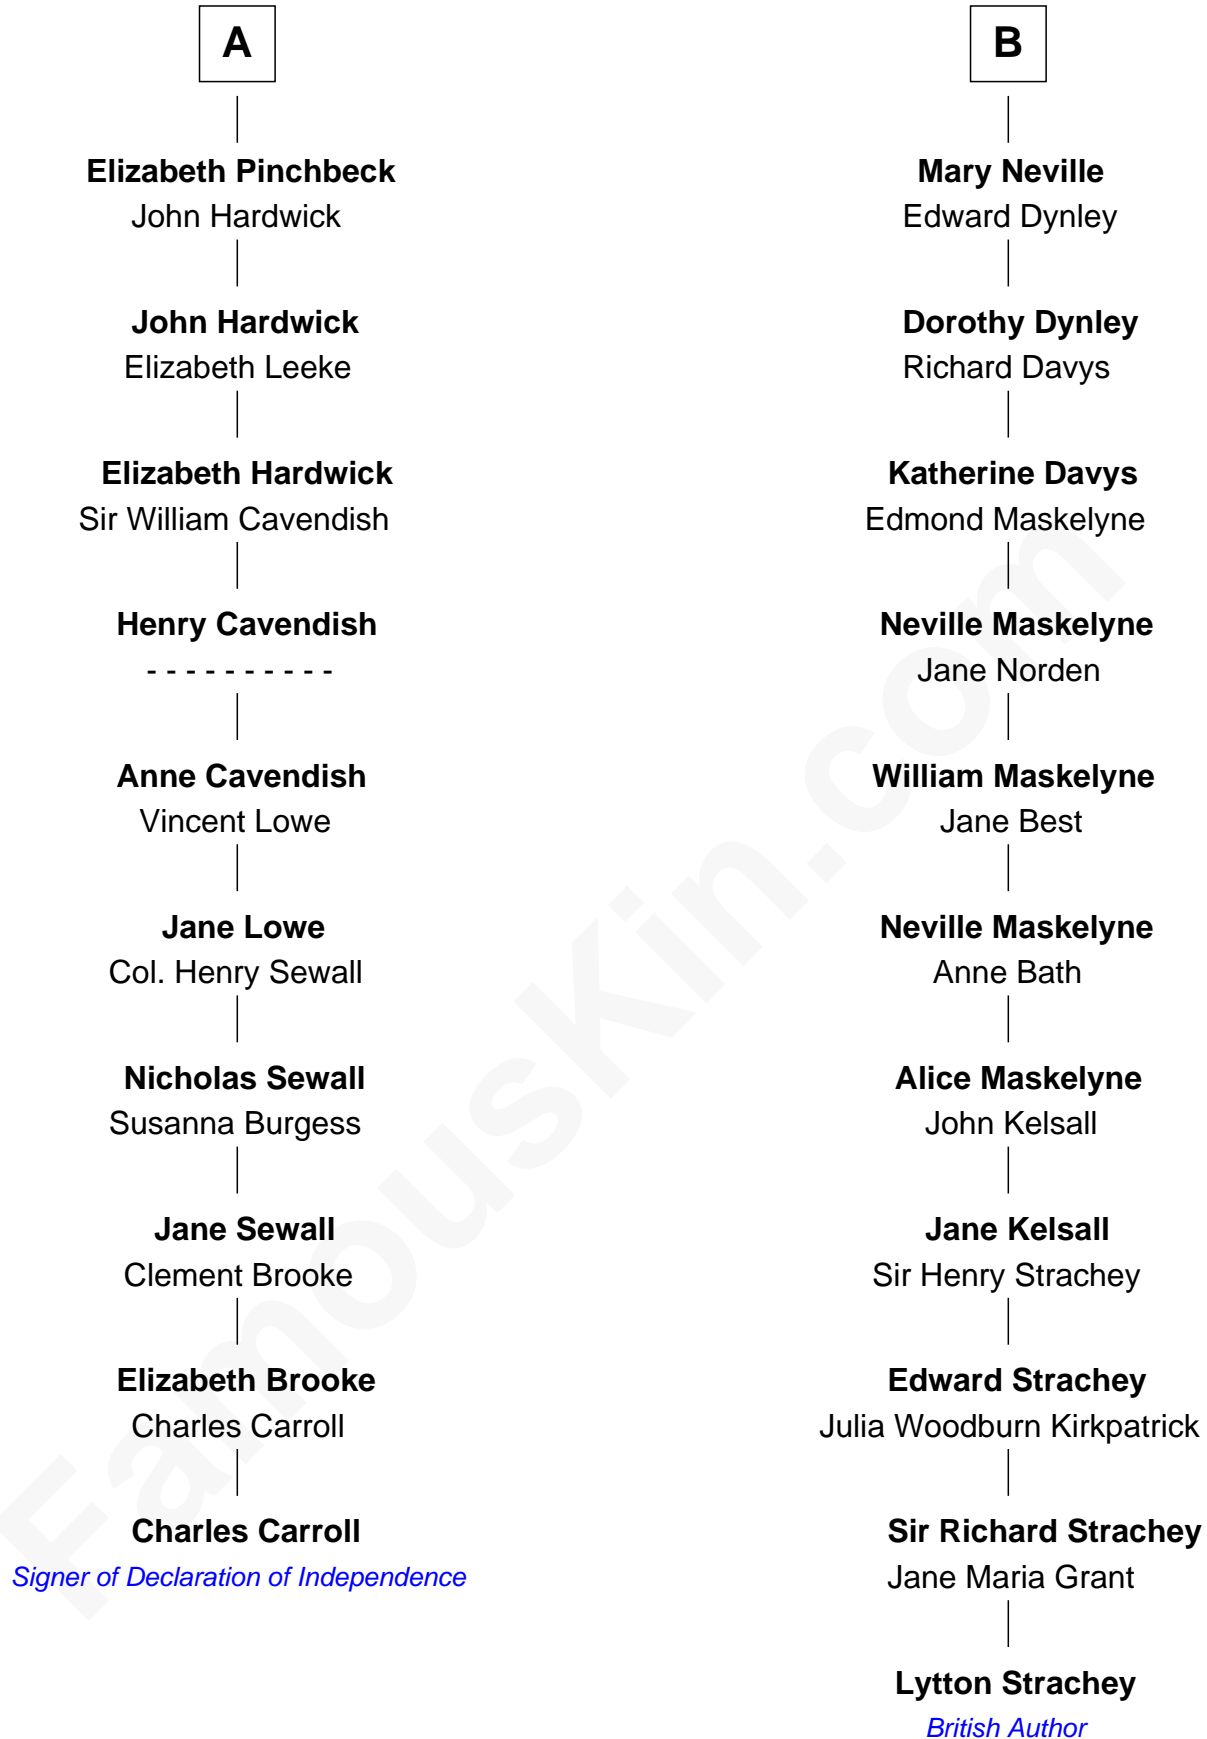 A
Elizabeth Pinchbeck
John Hardwick
John Hardwick
Elizabeth Leeke
Elizabeth Hardwick
Sir William Cavendish
Henry Cavendish
- - - - - - - - - -
Anne Cavendish
Vincent Lowe
Jane Lowe
Col. Henry Sewall
Nicholas Sewall
Susanna Burgess
Jane Sewall
Clement Brooke
Elizabeth Brooke
Charles Carroll
Charles Carroll
Signer of Declaration of Independence
B
Mary Neville
Edward Dynley
Dorothy Dynley
Richard Davys
Katherine Davys
Edmond Maskelyne
Neville Maskelyne
Jane Norden
William Maskelyne
Jane Best
Neville Maskelyne
Anne Bath
Alice Maskelyne
John Kelsall
Jane Kelsall
Sir Henry Strachey
Edward Strachey
Julia Woodburn Kirkpatrick
Sir Richard Strachey
Jane Maria Grant
Lytton Strachey
British Author
FamousKin.com